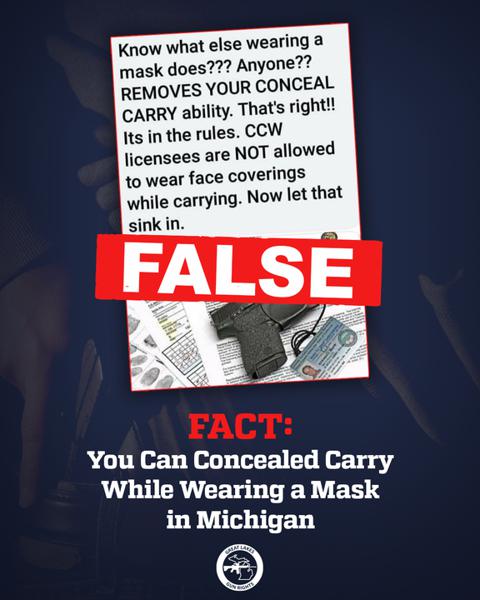 Know what else wearing a
mask does??? Anyone??
REMOVES YOUR CONCEAL
CARRY ability. That's right!!
Its in the rules. CCW
licensees are NOT allowed
to wear face coverings
while carrying. Now let that
sink in.
FALSE
FACT:
You Can Concealed Carry
While Wearing a Mask
in Michigan
GREAT LAKES
GUN RIGHTS